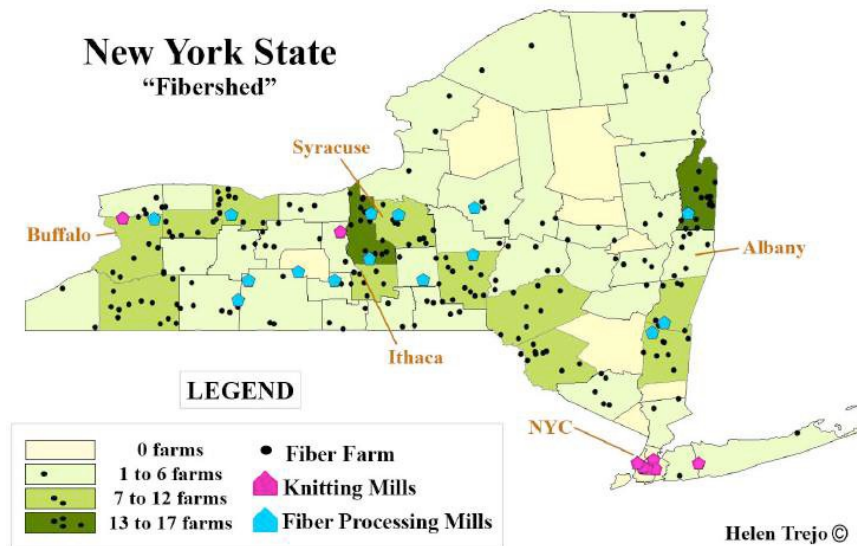 New York State
“Fibershed”
Syracuse
Buffalo
Albany
Ithaca
LEGEND
NYC
0 farms
1 to 6 farms
7 to 12 farms
13 to 17 farms
Fiber Farm
Knitting Mills
Fiber Processing Mills
Helen Trejo ©